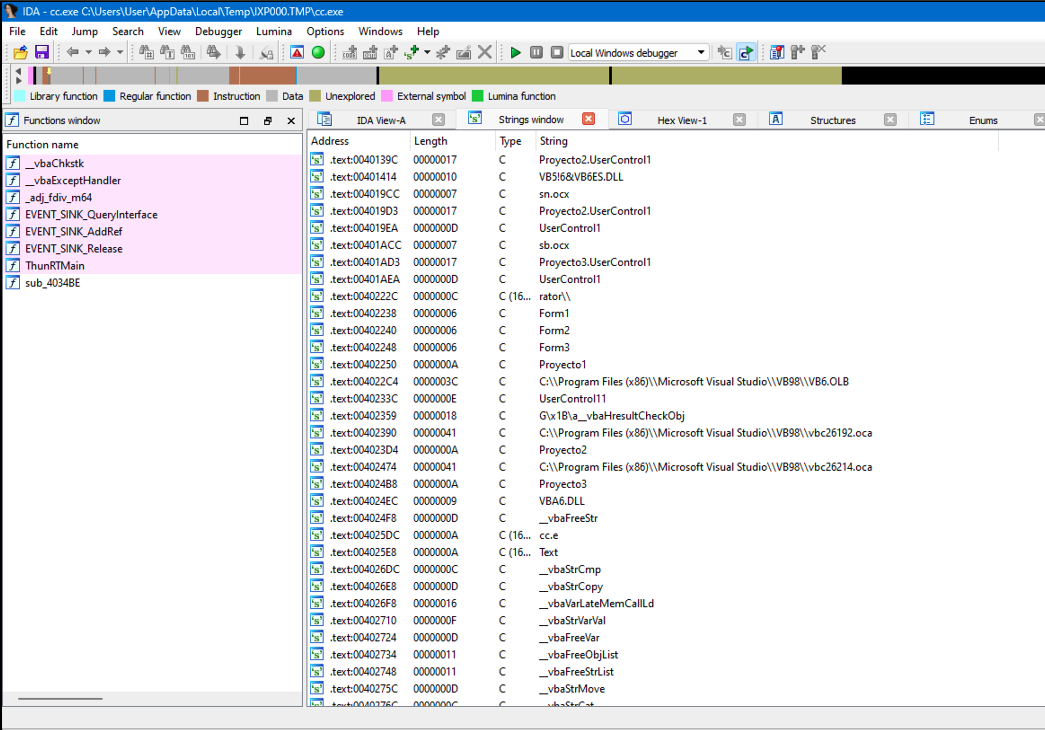 IDA - cc.exe C:\Users\User\AppData\Local\Temp\IXP000.TMP\cc.exe
File Edit Jump Search View Debugger Lumina Options Windows Help
Local Windows debugger
Library function Regular function Instruction Data Unexplored External symbol Lumina function
Functions window
IDA View-A Strings window Hex View-1 Structures Enums
Function name
__vbaChkstk
__vbaExceptHandler
_adj_fdiv_m64
EVENT_SINK_QueryInterface
EVENT_SINK_AddRef
EVENT_SINK_Release
ThunRTMain
sub_4034BE
Address Length Type String
.text:0040139C 00000017 C Proyecto2.UserControl1
.text:00401414 00000010 C VB5!6&VB6ES.DLL
.text:004019CC 00000007 C sn.ocx
.text:004019D3 00000017 C Proyecto2.UserControl1
.text:004019EA 0000000D C UserControl1
.text:00401ACC 00000007 C sb.ocx
.text:00401AD3 00000017 C Proyecto3.UserControl1
.text:00401AEA 0000000D C UserControl1
.text:0040222C 0000000C C (16... rator\\
.text:00402238 00000006 C Form1
.text:00402240 00000006 C Form2
.text:00402248 00000006 C Form3
.text:00402250 0000000A C Proyecto1
.text:004022C4 0000003C C C:\\Program Files (x86)\\Microsoft Visual Studio\\VB98\\VB6.OLB
.text:0040233C 0000000E C UserControl11
.text:00402359 00000018 C G\x1B\a__vbaHresultCheckObj
.text:00402390 00000041 C C:\\Program Files (x86)\\Microsoft Visual Studio\\VB98\\vbc26192.oca
.text:004023D4 0000000A C Proyecto2
.text:00402474 00000041 C C:\\Program Files (x86)\\Microsoft Visual Studio\\VB98\\vbc26214.oca
.text:004024B8 0000000A C Proyecto3
.text:004024EC 00000009 C VBA6.DLL
.text:004024F8 0000000D C __vbaFreeStr
.text:004025DC 0000000A C (16... cc.e
.text:004025E8 0000000A C (16... Text
.text:004026DC 0000000C C __vbaStrCmp
.text:004026E8 0000000D C __vbaStrCopy
.text:004026F8 00000016 C __vbaVarLateMemCallLd
.text:00402710 0000000F C __vbaStrVarVal
.text:00402724 0000000D C __vbaFreeVar
.text:00402734 00000011 C __vbaFreeObjList
.text:00402748 00000011 C __vbaFreeStrList
.text:0040275C 0000000D C __vbaStrMove
.text:0040276C 0000000C C __vbaStrCat